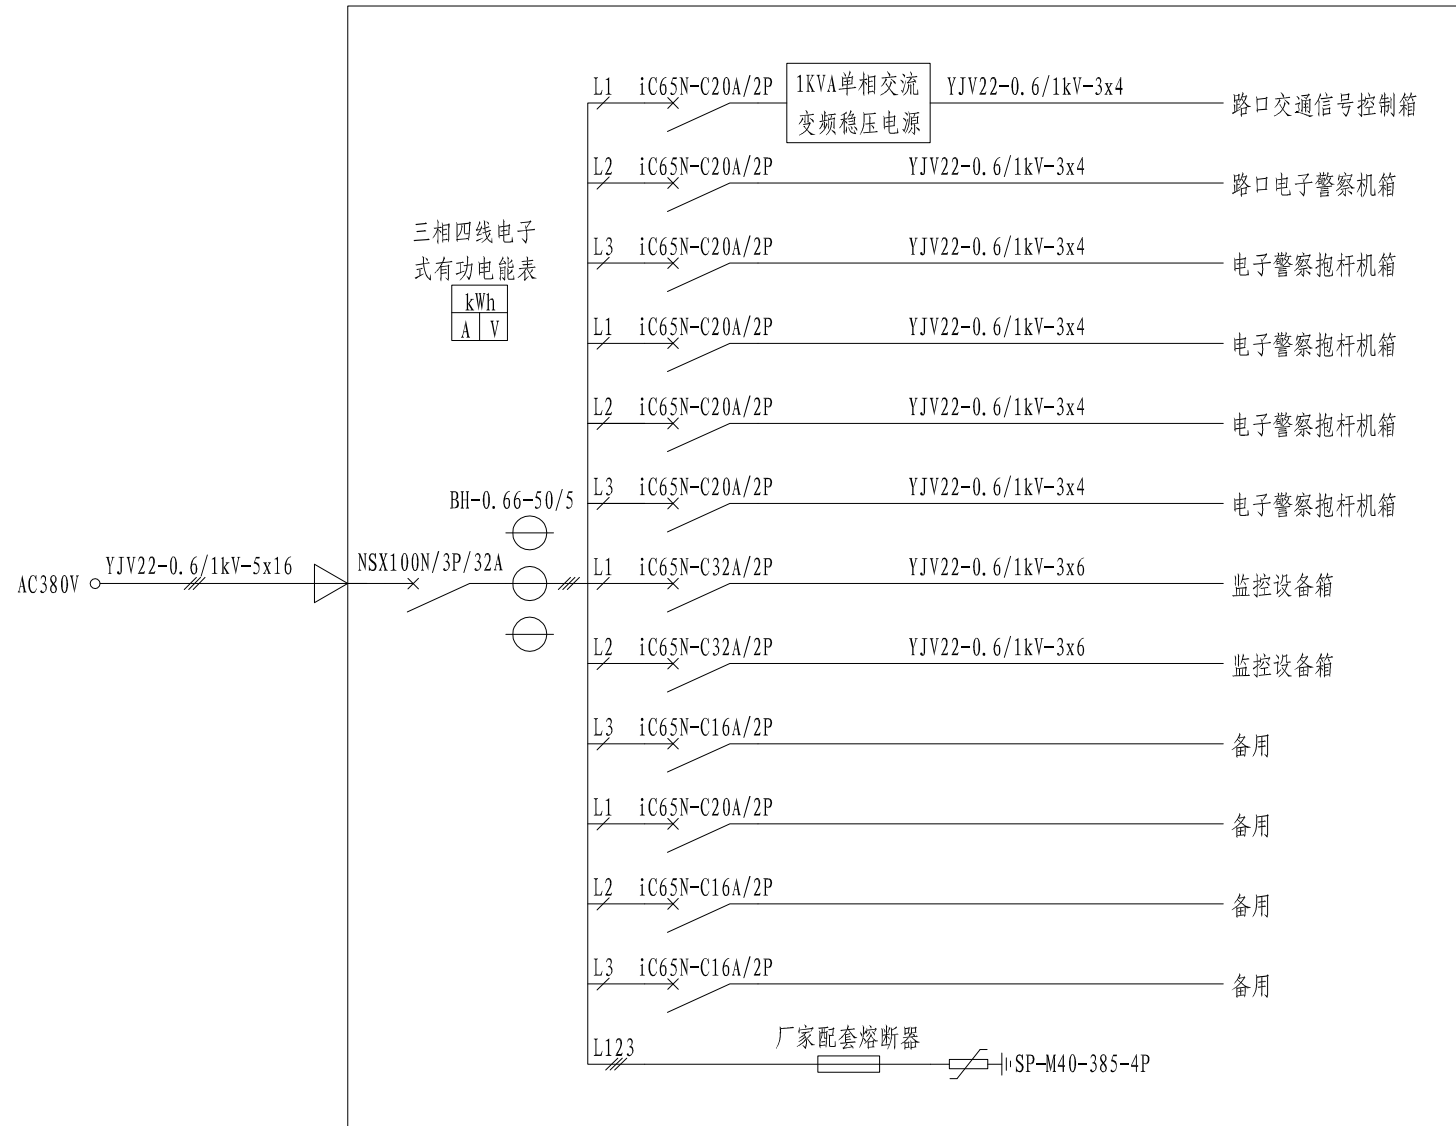 L1 iC65N-C20A/2P 1KVA单相交流 YJV22-0.6/1kV-3x4
变频稳压电源 路口交通信号控制箱
L2 iC65N-C20A/2P YJV22-0.6/1kV-3x4 路口电子警察机箱
三相四线电子
式有功电能表
kWh
A V
L3 iC65N-C20A/2P YJV22-0.6/1kV-3x4 电子警察抱杆机箱
L1 iC65N-C20A/2P YJV22-0.6/1kV-3x4 电子警察抱杆机箱
L2 iC65N-C20A/2P YJV22-0.6/1kV-3x4 电子警察抱杆机箱
L3 iC65N-C20A/2P YJV22-0.6/1kV-3x4 电子警察抱杆机箱
BH-0.66-50/5
AC380V YJV22-0.6/1kV-5x16 NSX100N/3P/32A
L1 iC65N-C32A/2P YJV22-0.6/1kV-3x6 监控设备箱
L2 iC65N-C32A/2P YJV22-0.6/1kV-3x6 监控设备箱
L3 iC65N-C16A/2P 备用
L1 iC65N-C20A/2P 备用
L2 iC65N-C16A/2P 备用
L3 iC65N-C16A/2P 备用
L123 厂家配套熔断器 SP-M40-385-4P